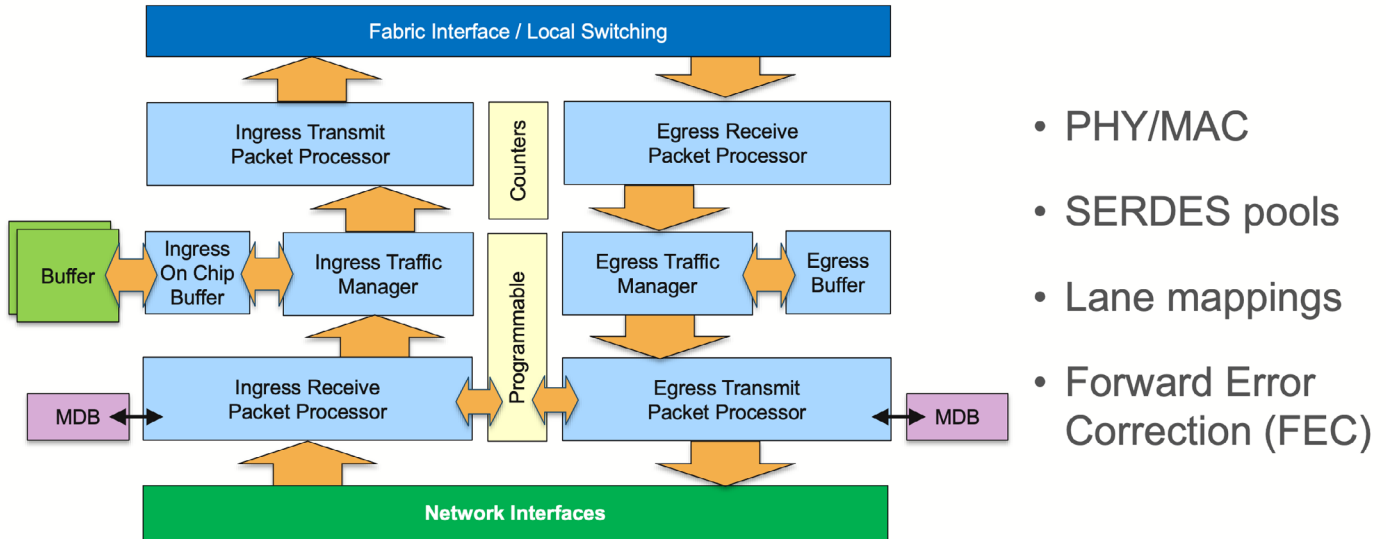 Fabric Interface / Local Switching
Ingress Transmit
Packet Processor
Counters
Egress Receive
Packet Processor
Buffer
Ingress
On Chip
Buffer
Ingress Traffic
Manager
Programmable
Egress Traffic
Manager
Egress
Buffer
MDB
Ingress Receive
Packet Processor
Egress Transmit
Packet Processor
MDB
Network Interfaces
• PHY/MAC
• SERDES pools
• Lane mappings
• Forward Error
Correction (FEC)